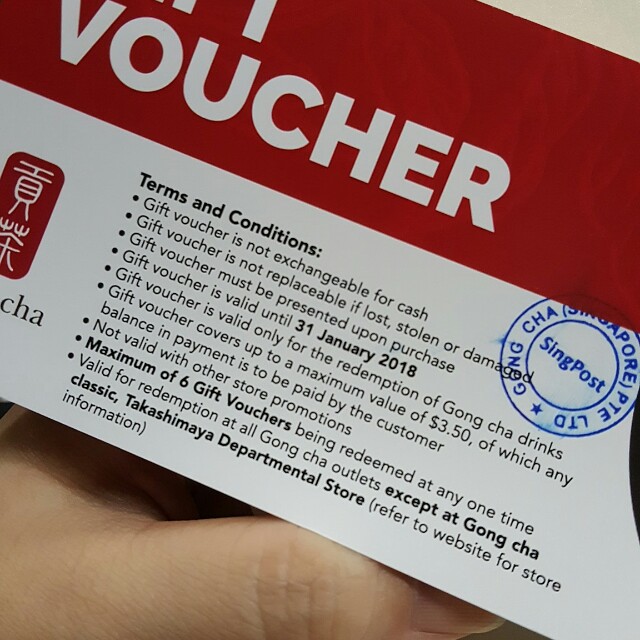 GIFT
VOUCHER
貢茶
cha
Terms and Conditions:
• Gift voucher is not exchangeable for cash
• Gift voucher is not replaceable if lost, stolen or damaged
• Gift voucher must be presented upon purchase
• Gift voucher is valid until 31 January 2018
• Gift voucher is valid only for the redemption of Gong cha drinks
• Gift voucher covers up to a maximum value of $3.50, of which any
balance in payment is to be paid by the customer
• Not valid with other store promotions
• Maximum of 6 Gift Vouchers being redeemed at any one time
• Valid for redemption at all Gong cha outlets except at Gong cha
classic, Takashimaya Departmental Store (refer to website for store
information)
GONG CHA (SINGAPORE) PTE LTD ★
SingPost